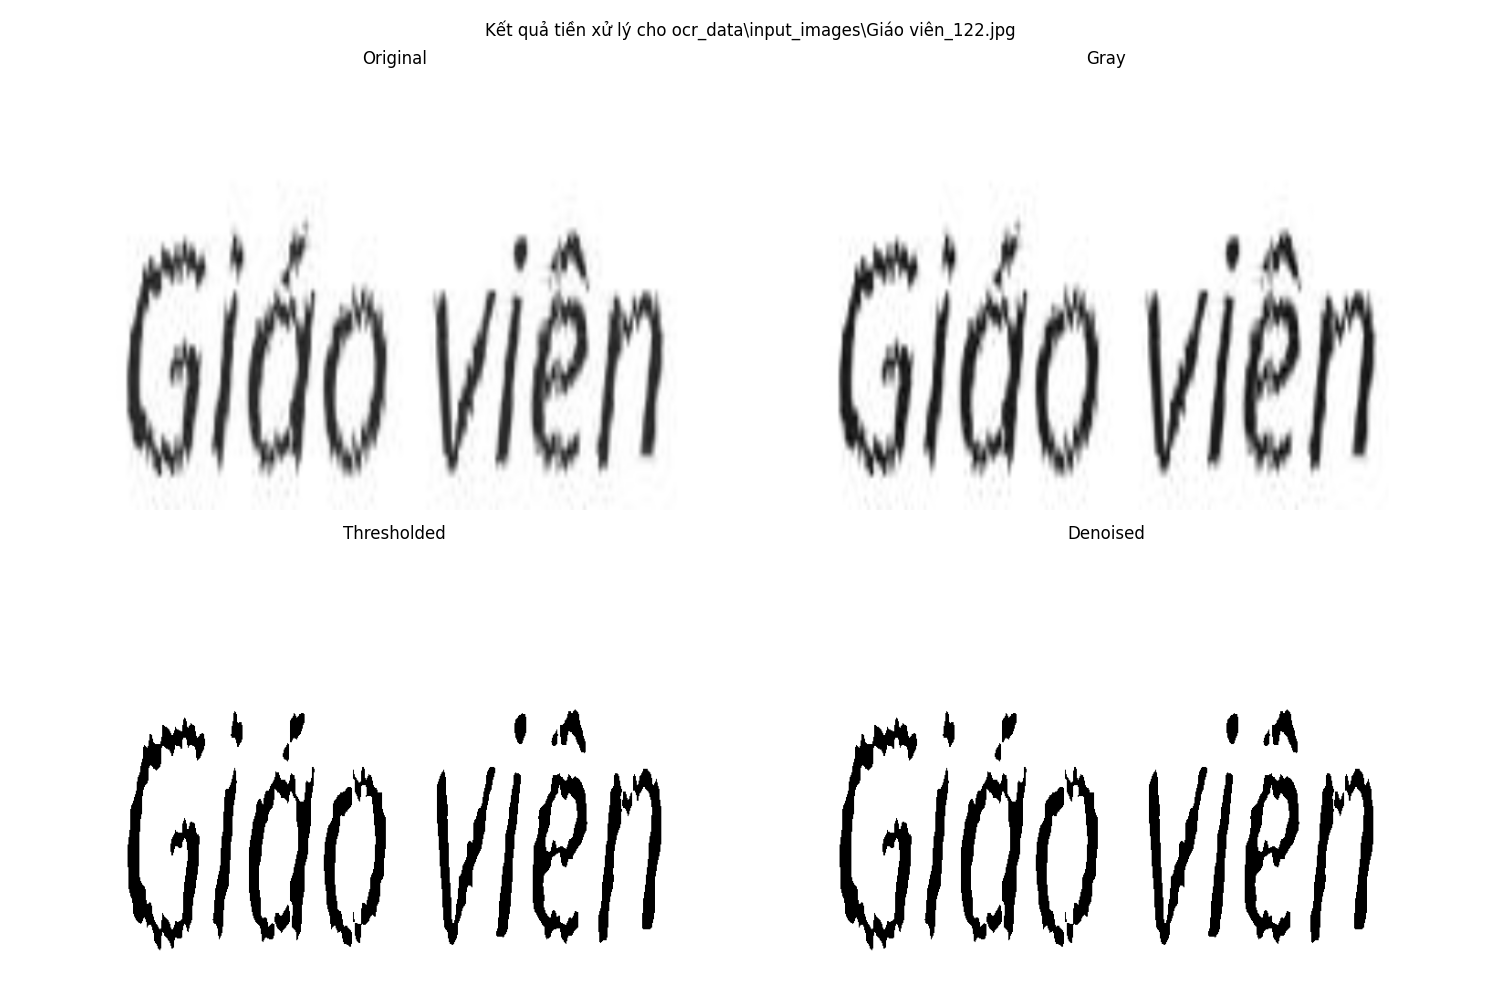 Kết quả tiền xử lý cho ocr_data\input_images\Giáo viên_122.jpg
Original
Gray
Giáo viên
Giáo viên
Thresholded
Denoised
Giáo viên
Giáo viên